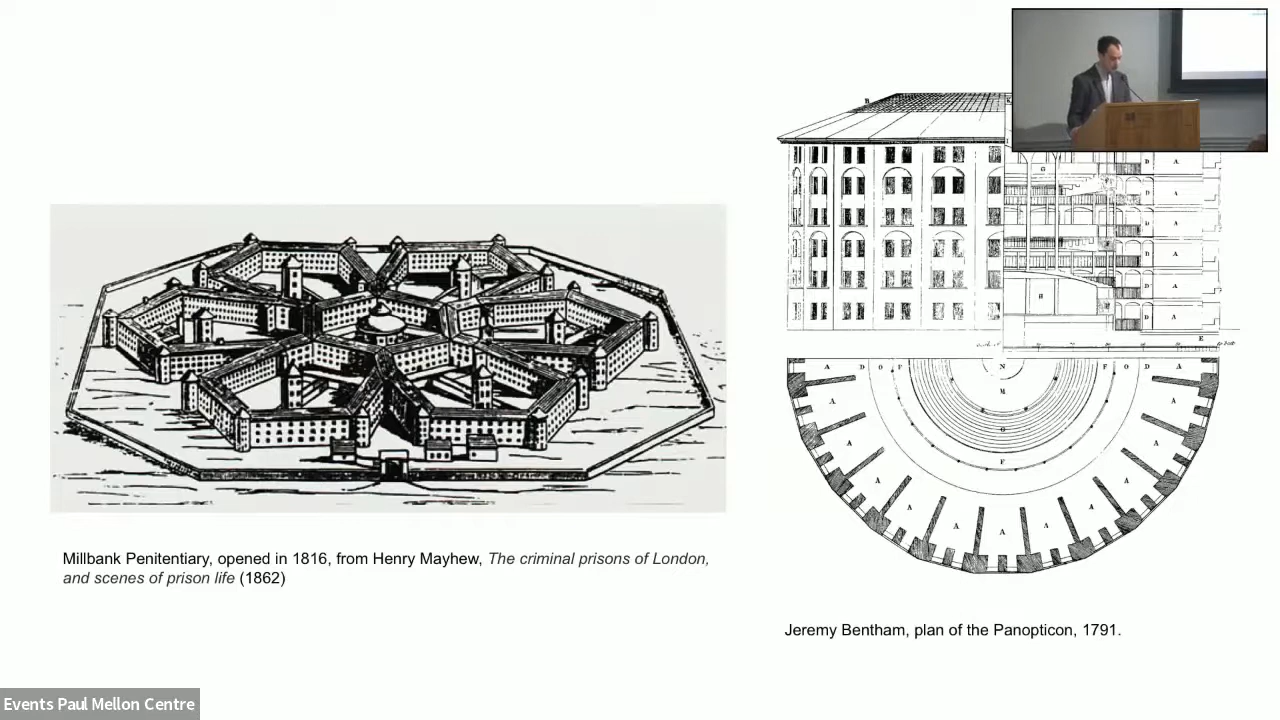 Millbank Penitentiary, opened in 1816, from Henry Mayhew, The criminal prisons of London,
and scenes of prison life (1862)
Jeremy Bentham, plan of the Panopticon, 1791.
Events Paul Mellon Centre